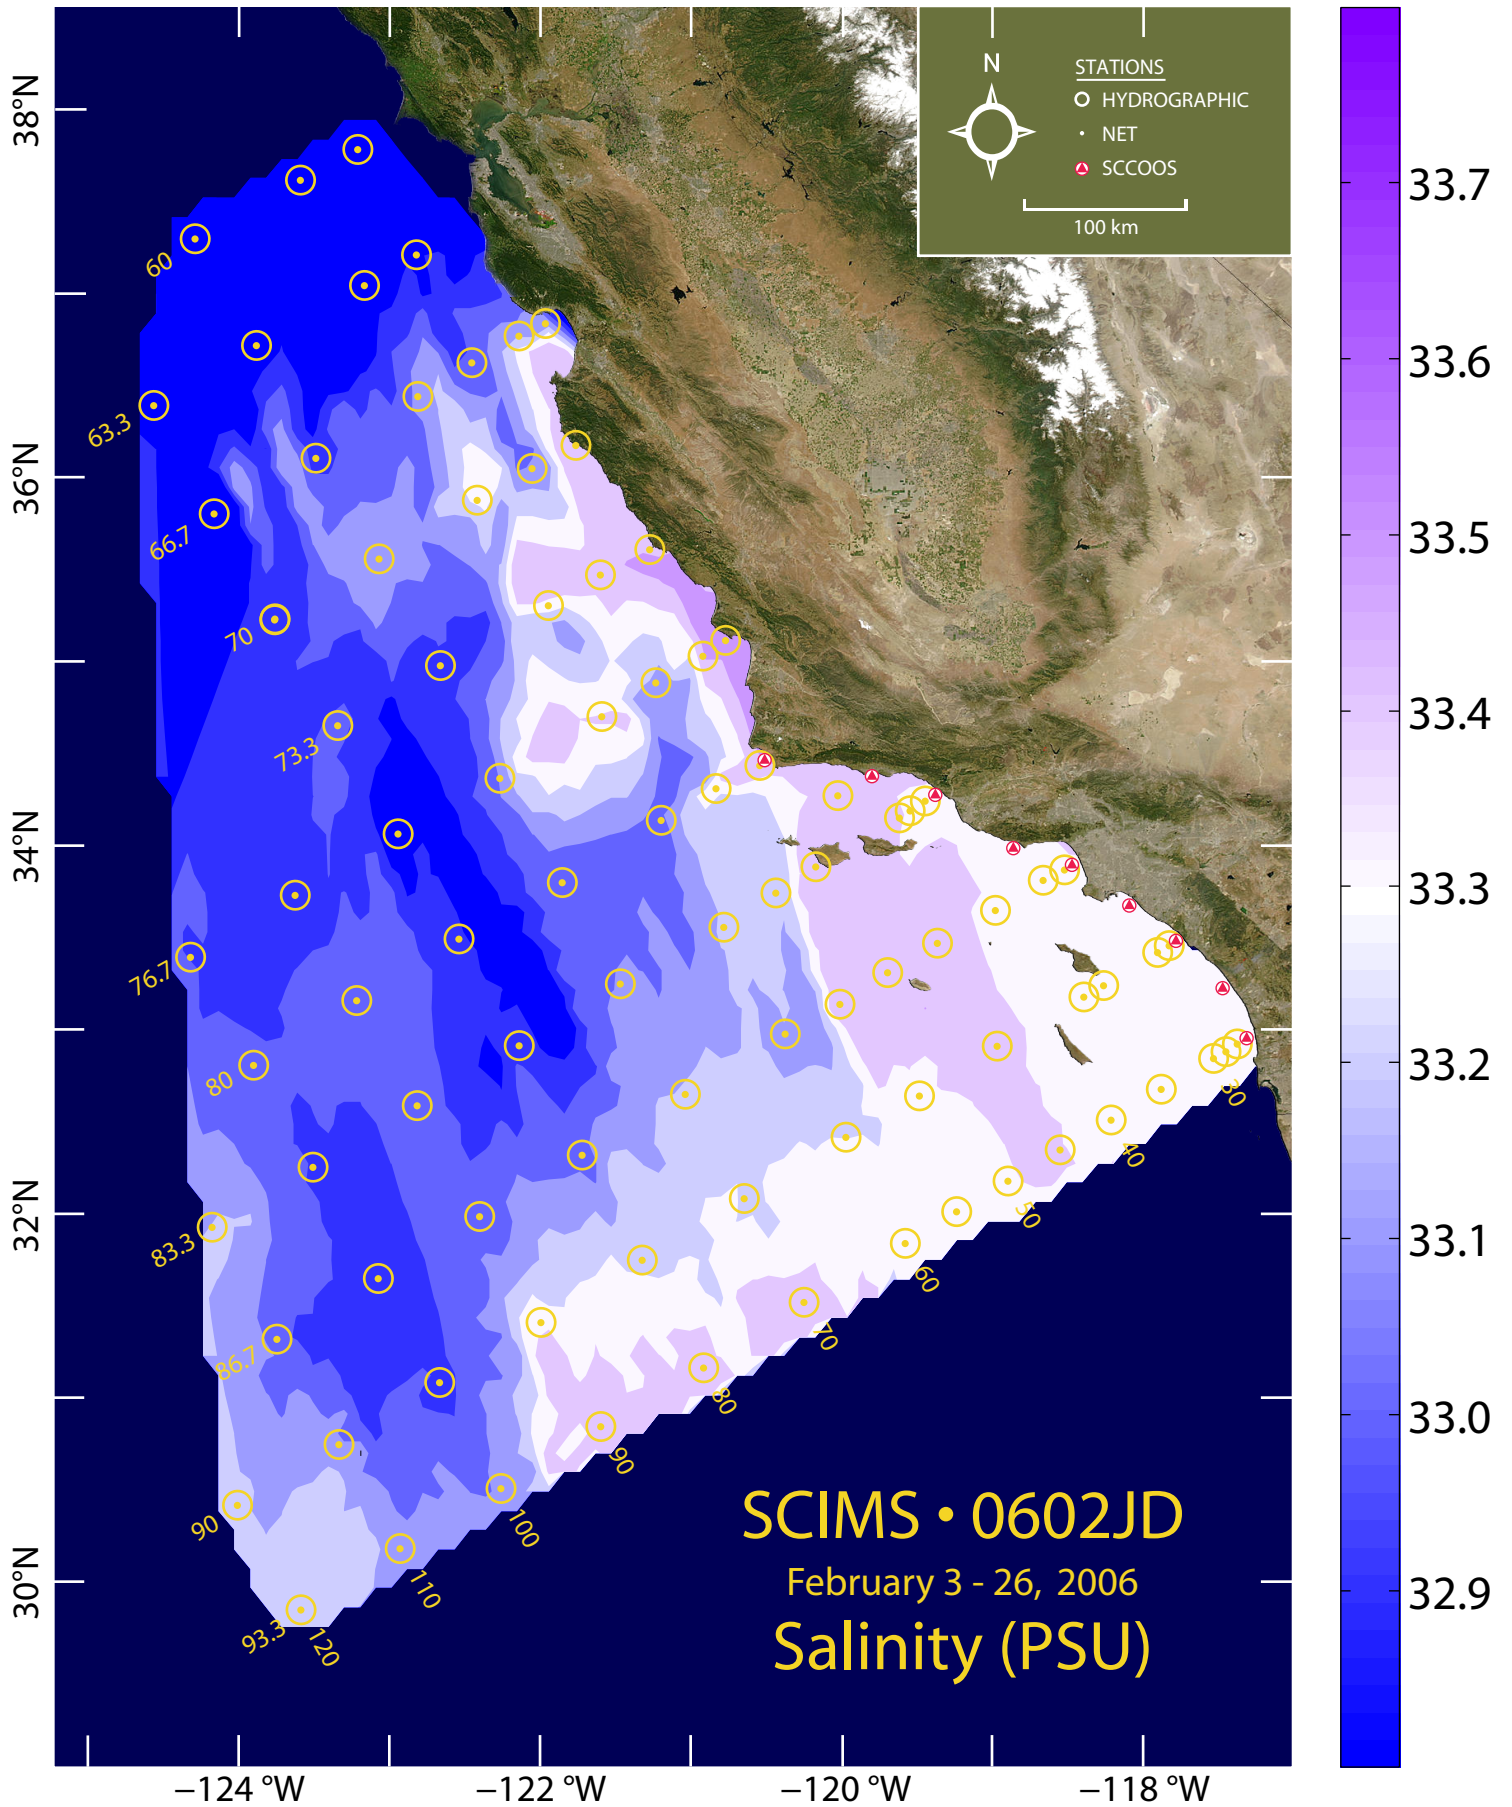 N
STATIONS
HYDROGRAPHIC
NET
SCCOOS
100 km
38°N
36°N
34°N
32°N
30°N
60
63.3
66.7
70
73.3
76.7
80
83.3
86.7
90
93.3
30
40
50
60
70
80
90
100
110
120
SCIMS • 0602JD
February 3 - 26, 2006
Salinity (PSU)
−124 °W
−122 °W
−120 °W
−118 °W
33.7
33.6
33.5
33.4
33.3
33.2
33.1
33.0
32.9